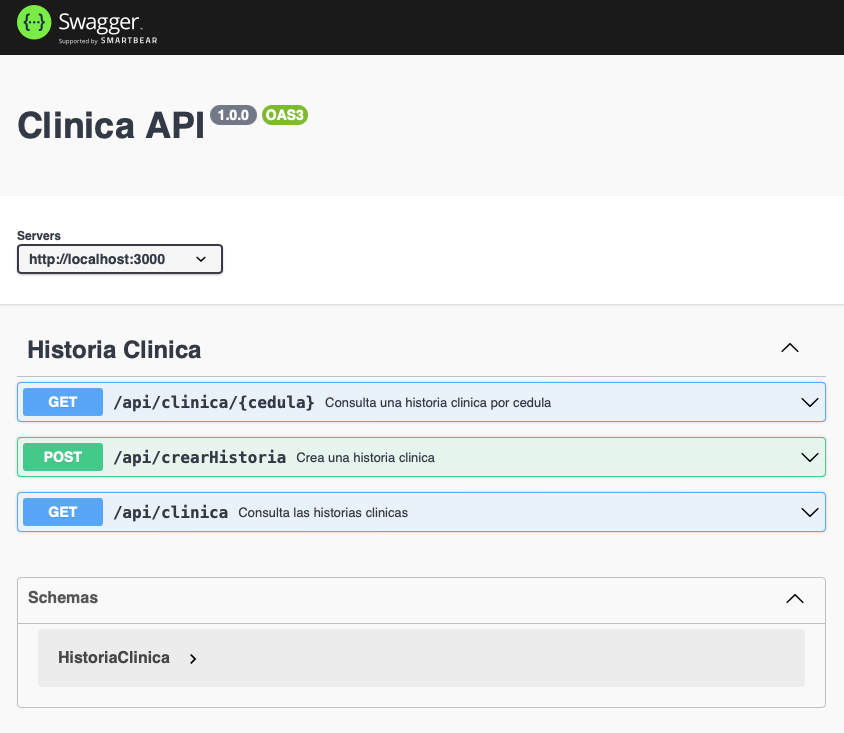 {···} Swagger
Supported by SMARTBEAR
Clinica API 1.0.0 OAS3
Servers
http://localhost:3000
Historia Clinica
GET /api/clinica/{cedula} Consulta una historia clinica por cedula
POST /api/crearHistoria Crea una historia clinica
GET /api/clinica Consulta las historias clinicas
Schemas
HistoriaClinica